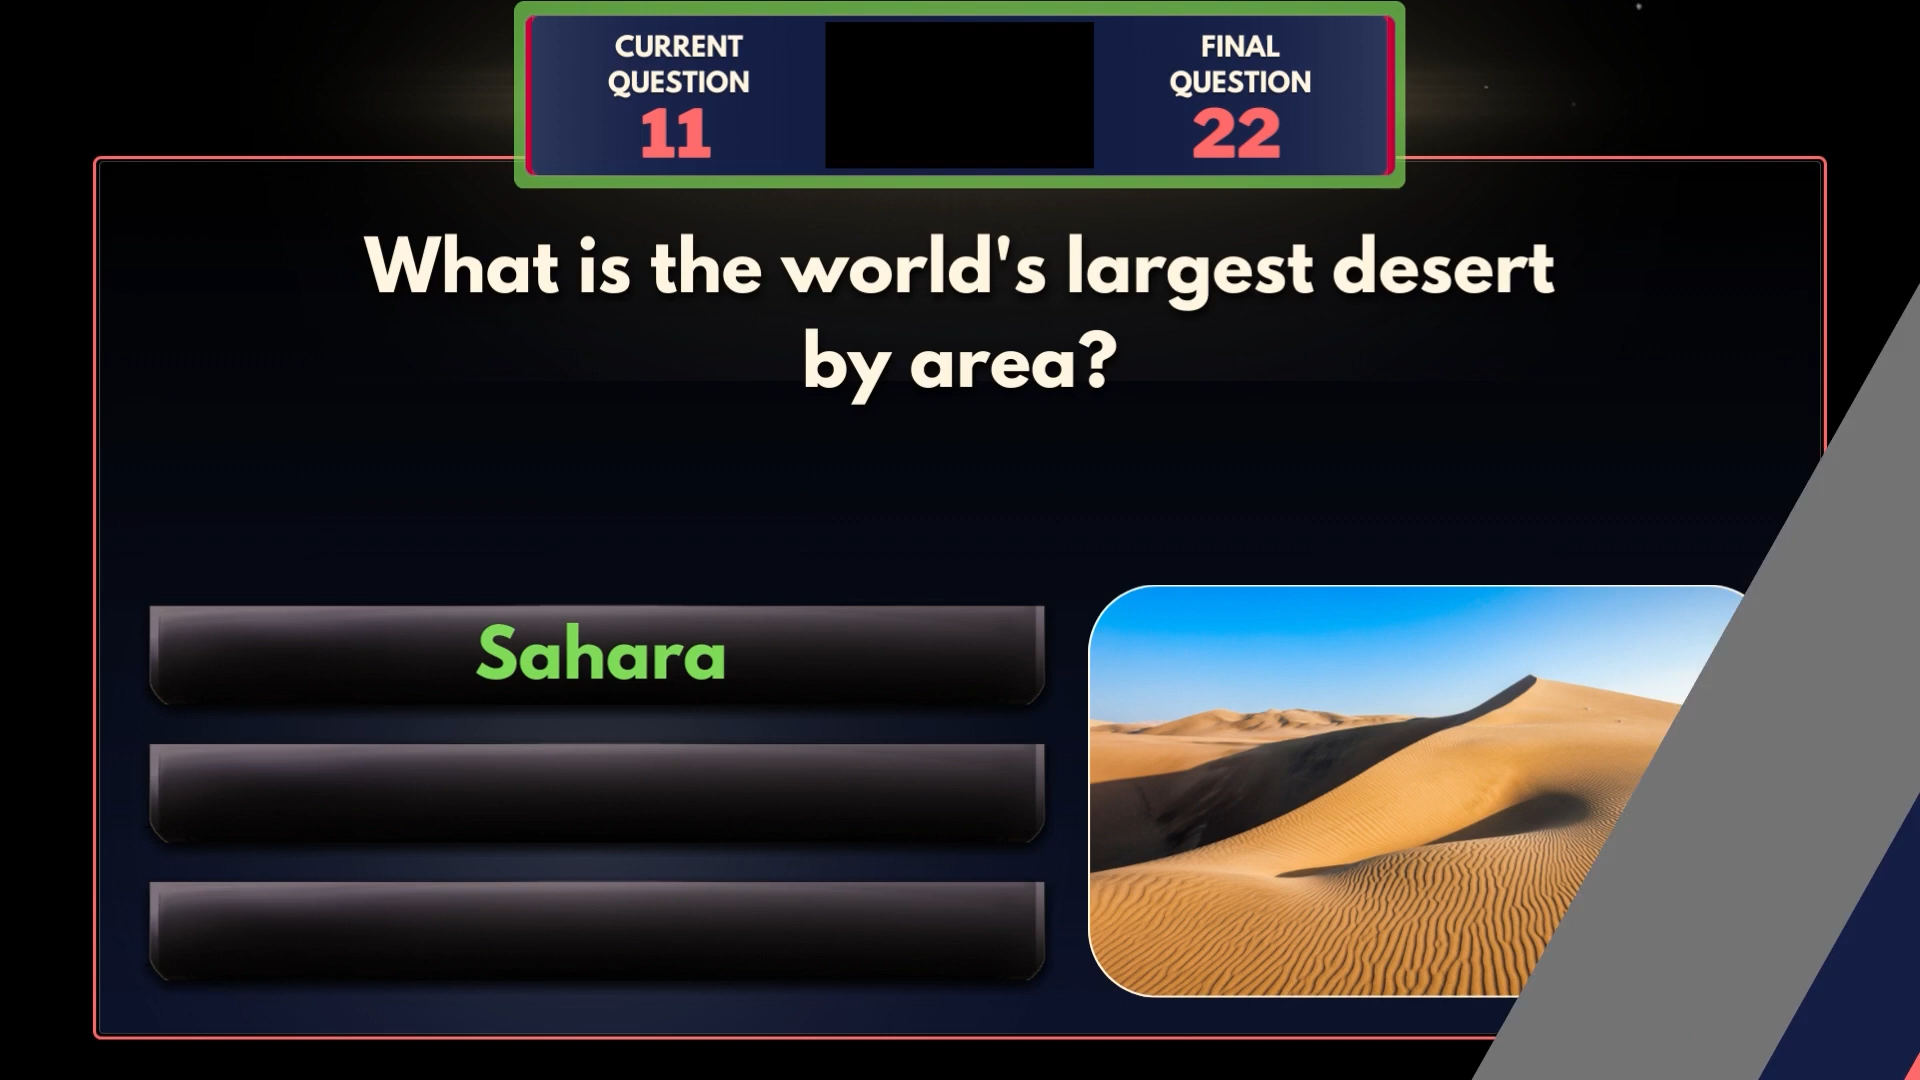 CURRENT
QUESTION
11
FINAL
QUESTION
22
What is the world's largest desert
by area?
Sahara